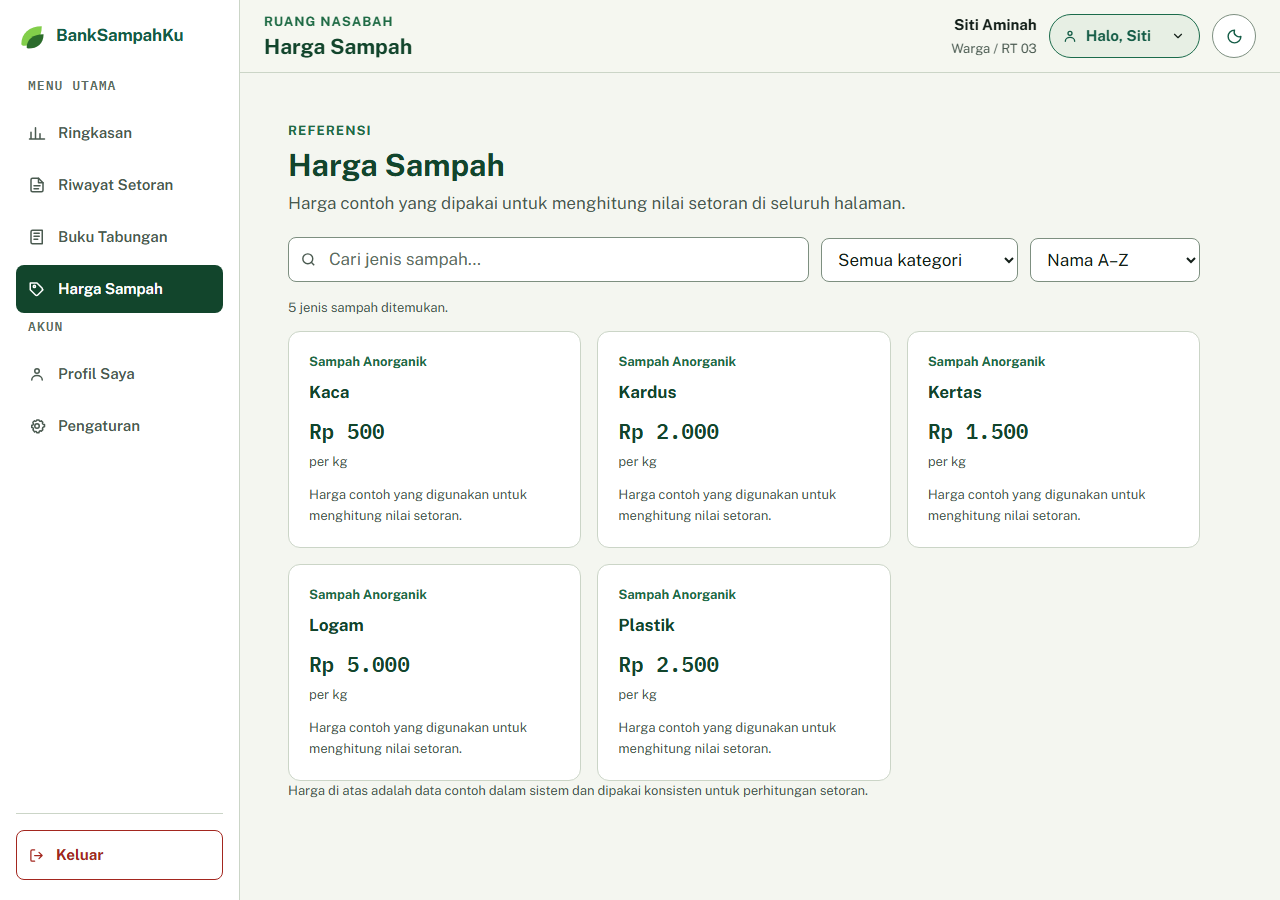 BankSampahKu
MENU UTAMA
Ringkasan
Riwayat Setoran
Buku Tabungan
Harga Sampah
AKUN
Profil Saya
Pengaturan
Keluar
RUANG NASABAH
Harga Sampah
Siti Aminah
Warga / RT 03
Halo, Siti
REFERENSI
Harga Sampah
Harga contoh yang dipakai untuk menghitung nilai setoran di seluruh halaman.
Cari jenis sampah...
Semua kategori
Nama A–Z
5 jenis sampah ditemukan.
Sampah Anorganik
Kaca
Rp 500
per kg
Harga contoh yang digunakan untuk
menghitung nilai setoran.
Sampah Anorganik
Kardus
Rp 2.000
per kg
Harga contoh yang digunakan untuk
menghitung nilai setoran.
Sampah Anorganik
Kertas
Rp 1.500
per kg
Harga contoh yang digunakan untuk
menghitung nilai setoran.
Sampah Anorganik
Logam
Rp 5.000
per kg
Harga contoh yang digunakan untuk
menghitung nilai setoran.
Sampah Anorganik
Plastik
Rp 2.500
per kg
Harga contoh yang digunakan untuk
menghitung nilai setoran.
Harga di atas adalah data contoh dalam sistem dan dipakai konsisten untuk perhitungan setoran.